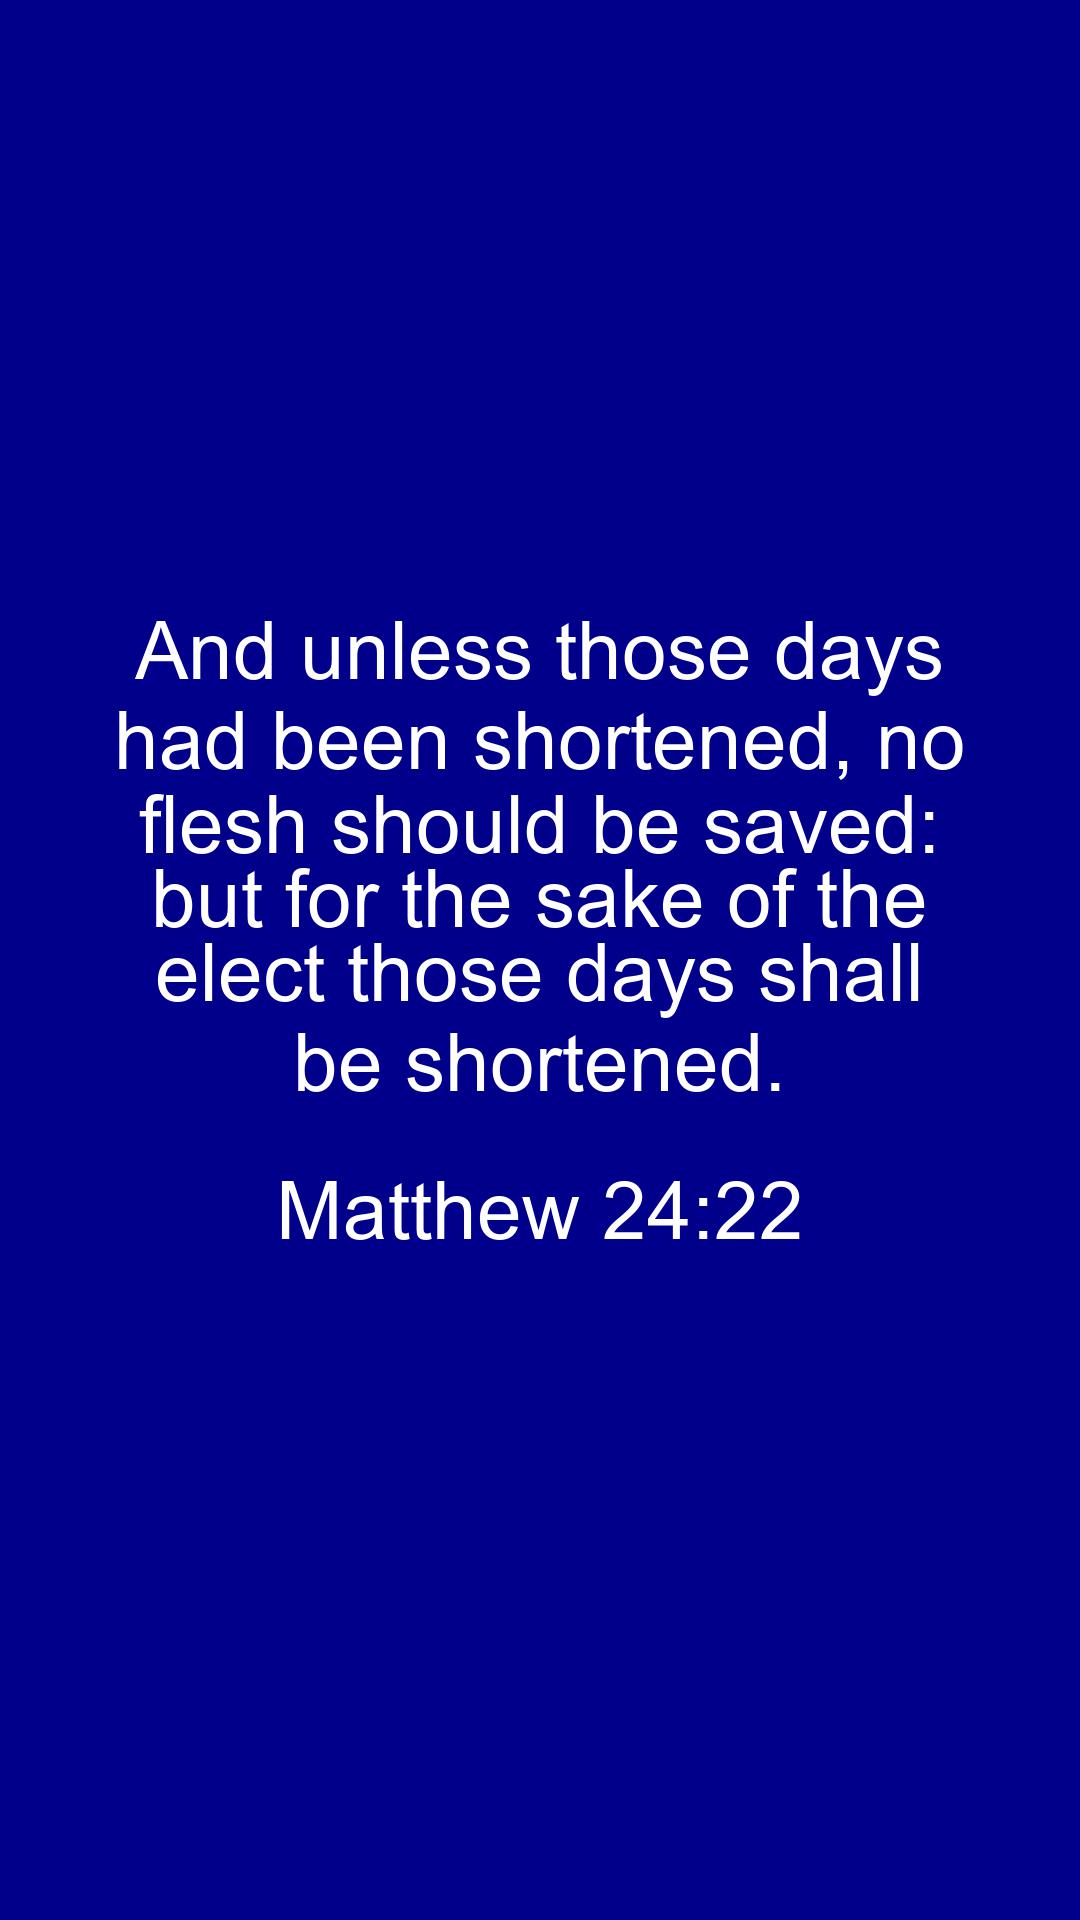 And unless those days
had been shortened, no
flesh should be saved:
but for the sake of the
elect those days shall
be shortened.
Matthew 24:22